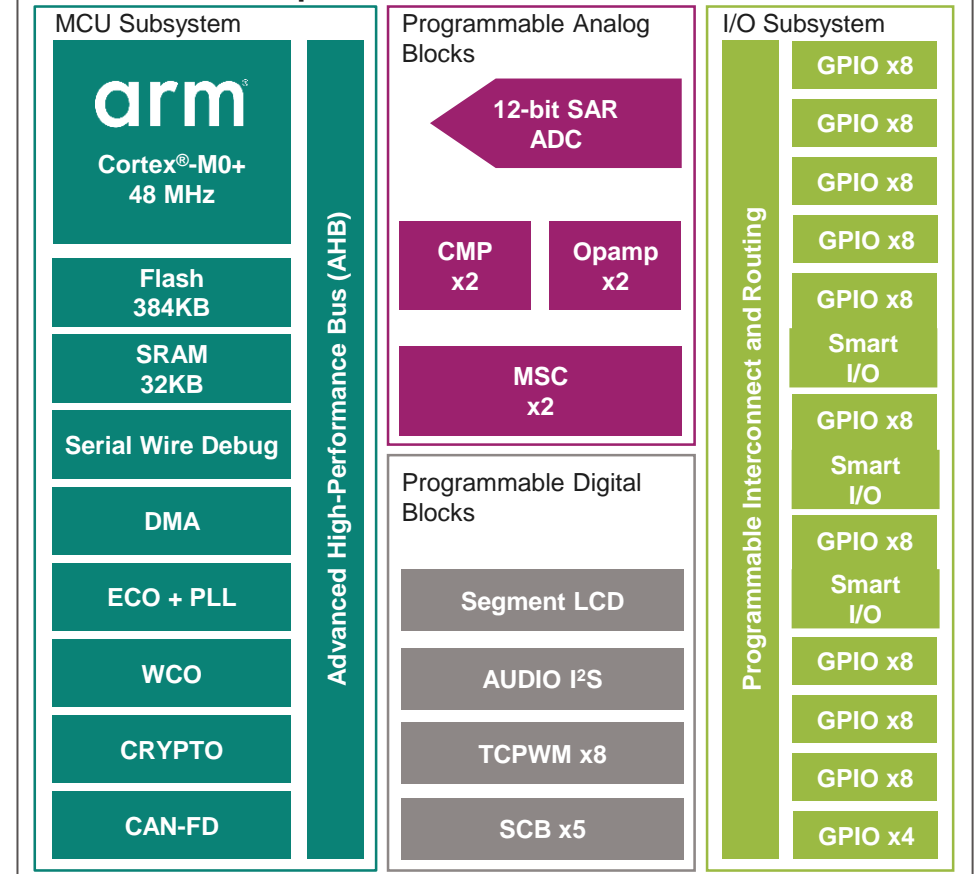 MCU Subsystem
arm®
Cortex®-M0+
48 MHz
Flash
384KB
SRAM
32KB
Serial Wire Debug
DMA
ECO + PLL
WCO
CRYPTO
CAN-FD
Advanced High-Performance Bus (AHB)
Programmable Analog
Blocks
12-bit SAR
ADC
CMP
x2
Opamp
x2
MSC
x2
Programmable Digital
Blocks
Segment LCD
AUDIO I²S
TCPWM x8
SCB x5
I/O Subsystem
Programmable Interconnect and Routing
GPIO x8
GPIO x8
GPIO x8
GPIO x8
GPIO x8
Smart
I/O
GPIO x8
Smart
I/O
GPIO x8
Smart
I/O
GPIO x8
GPIO x8
GPIO x8
GPIO x4